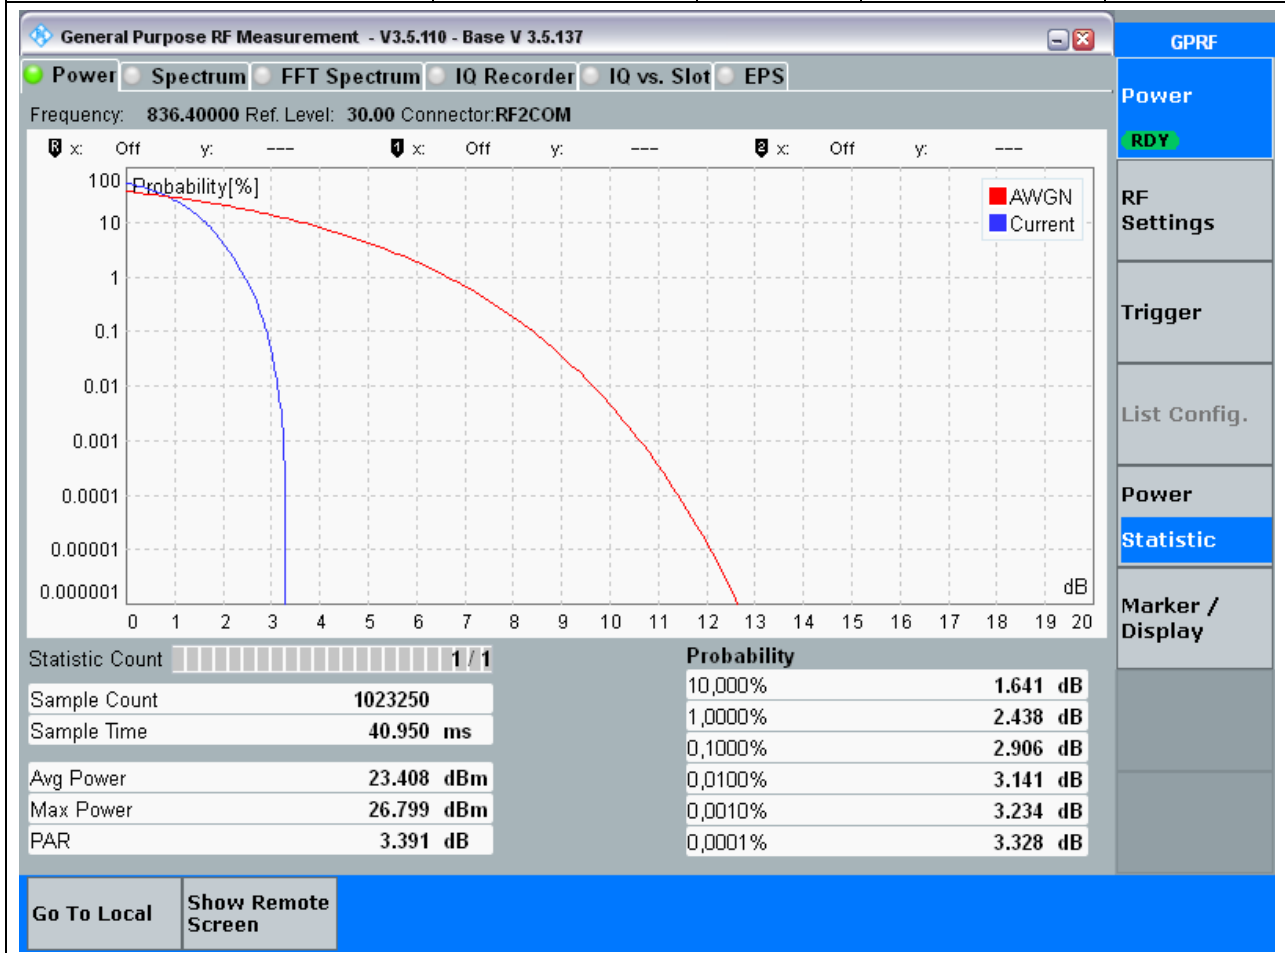 General Purpose RF Measurement - V3.5.110 - Base V 3.5.137
GPRF
Power Spectrum FFT Spectrum IQ Recorder IQ vs. Slot EPS
Frequency: 836.40000 Ref. Level: 30.00 Connector:RF2COM
R x: Off y: --- 1 x: Off y: --- 2 x: Off y: ---
Probability[%]
100
10
1
0.1
0.01
0.001
0.0001
0.00001
0.000001
AWGN
Current
dB
0 1 2 3 4 5 6 7 8 9 10 11 12 13 14 15 16 17 18 19 20
Statistic Count 1 / 1
Sample Count 1023250
Sample Time 40.950 ms
Avg Power 23.408 dBm
Max Power 26.799 dBm
PAR 3.391 dB
Probability
10,000% 1.641 dB
1,0000% 2.438 dB
0,1000% 2.906 dB
0,0100% 3.141 dB
0,0010% 3.234 dB
0,0001% 3.328 dB
Power
RDY
RF
Settings
Trigger
List Config.
Power
Statistic
Marker /
Display
Go To Local
Show Remote
Screen